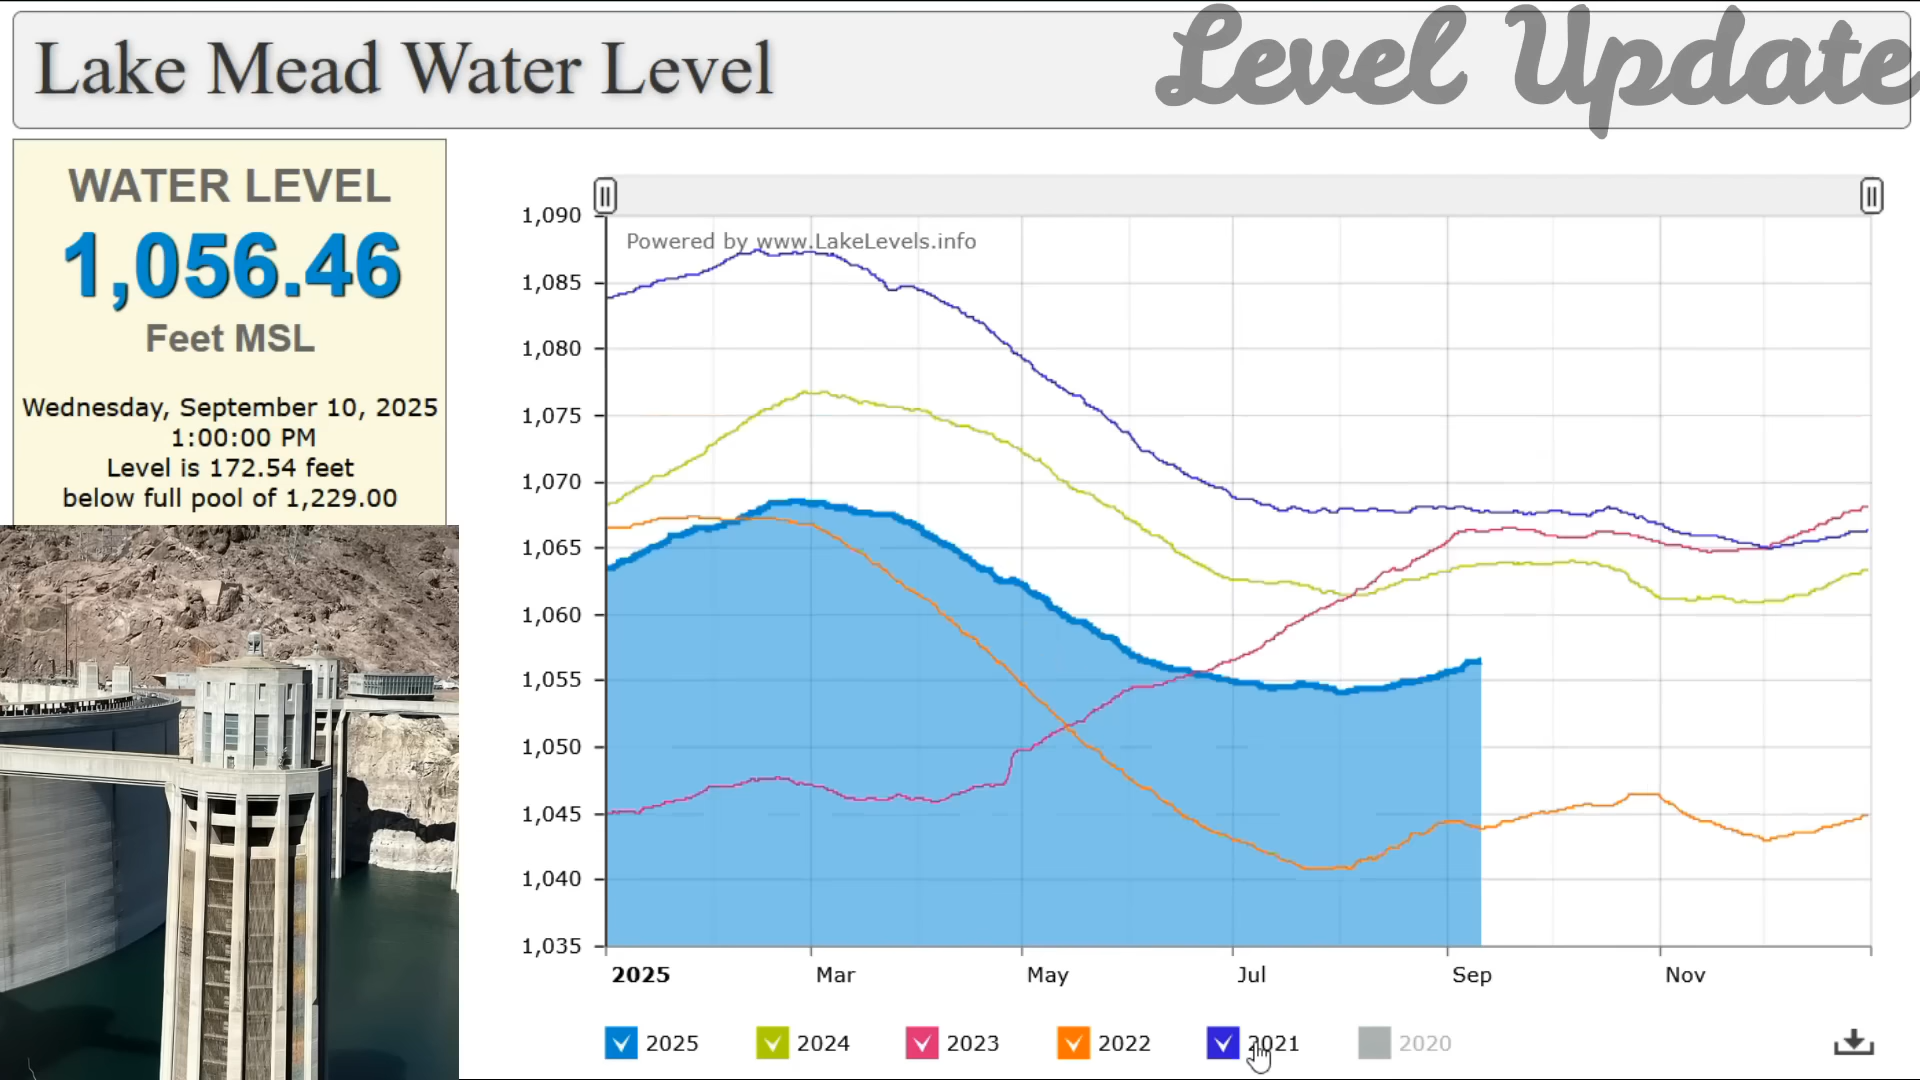 Lake Mead Water Level
Level Update
WATER LEVEL
1,056.46
Feet MSL
Wednesday, September 10, 2025
1:00:00 PM
Level is 172.54 feet
below full pool of 1,229.00
Powered by www.LakeLevels.info
1,090
1,085
1,080
1,075
1,070
1,065
1,060
1,055
1,050
1,045
1,040
1,035
2025 Mar May Jul Sep Nov
2025 2024 2023 2022 2021 2020